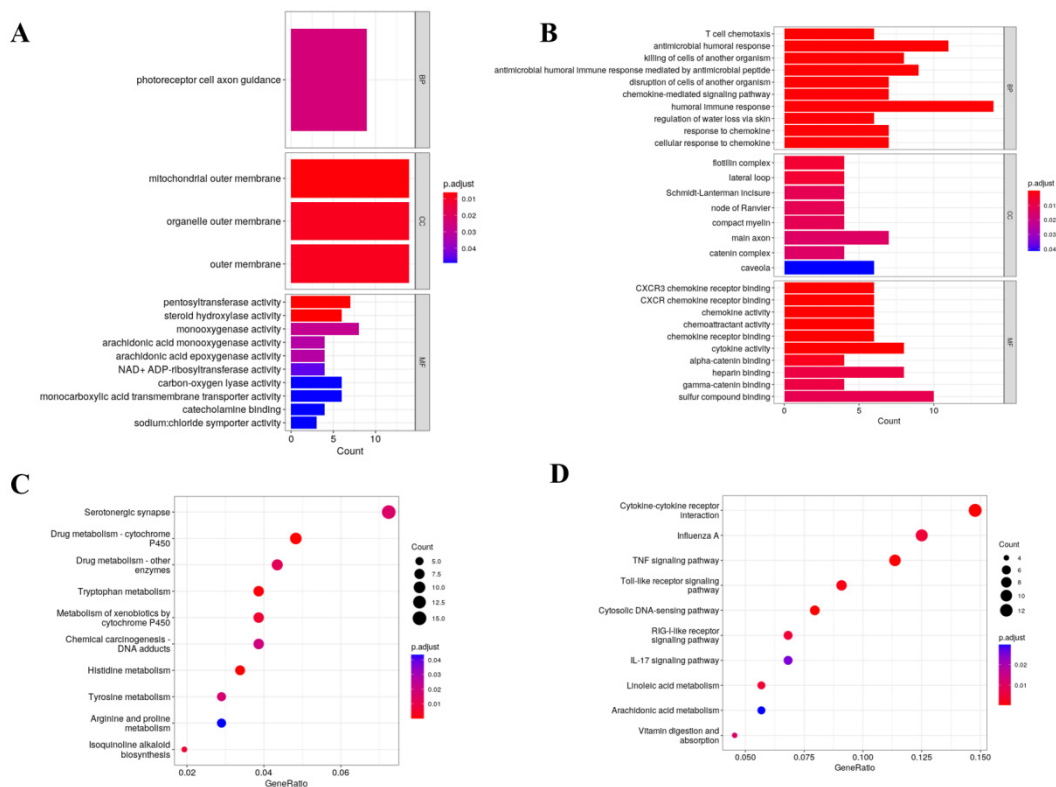 A
photoreceptor cell axon guidance
BP
mitochondrial outer membrane
organelle outer membrane
outer membrane
CC
pentosyltransferase activity
steroid hydroxylase activity
monooxygenase activity
arachidonic acid monooxygenase activity
arachidonic acid epoxygenase activity
NAD+ ADP-ribosyltransferase activity
carbon-oxygen lyase activity
monocarboxylic acid transmembrane transporter activity
catecholamine binding
sodium:chloride symporter activity
MF
0 5 10
Count
p.adjust
0.01
0.02
0.03
0.04
B
T cell chemotaxis
antimicrobial humoral response
killing of cells of another organism
antimicrobial humoral immune response mediated by antimicrobial peptide
disruption of cells of another organism
chemokine-mediated signaling pathway
humoral immune response
regulation of water loss via skin
response to chemokine
cellular response to chemokine
BP
flotillin complex
lateral loop
Schmidt-Lanterman incisure
node of Ranvier
compact myelin
main axon
catenin complex
caveola
CC
CXCR3 chemokine receptor binding
CXCR chemokine receptor binding
chemokine activity
chemoattractant activity
chemokine receptor binding
cytokine activity
alpha-catenin binding
heparin binding
gamma-catenin binding
sulfur compound binding
MF
0 5 10
Count
p.adjust
0.01
0.02
0.03
0.04
C
Serotonergic synapse
Drug metabolism - cytochrome
P450
Drug metabolism - other
enzymes
Tryptophan metabolism
Metabolism of xenobiotics by
cytochrome P450
Chemical carcinogenesis -
DNA adducts
Histidine metabolism
Tyrosine metabolism
Arginine and proline
metabolism
Isoquinoline alkaloid
biosynthesis
0.02 0.04 0.06
GeneRatio
Count
5.0
7.5
10.0
12.5
15.0
p.adjust
0.04
0.03
0.02
0.01
D
Cytokine-cytokine receptor
interaction
Influenza A
TNF signaling pathway
Toll-like receptor signaling
pathway
Cytosolic DNA-sensing pathway
RIG-I-like receptor
signaling pathway
IL-17 signaling pathway
Linoleic acid metabolism
Arachidonic acid metabolism
Vitamin digestion and
absorption
0.050 0.075 0.100 0.125 0.150
GeneRatio
Count
4
6
8
10
12
p.adjust
0.02
0.01